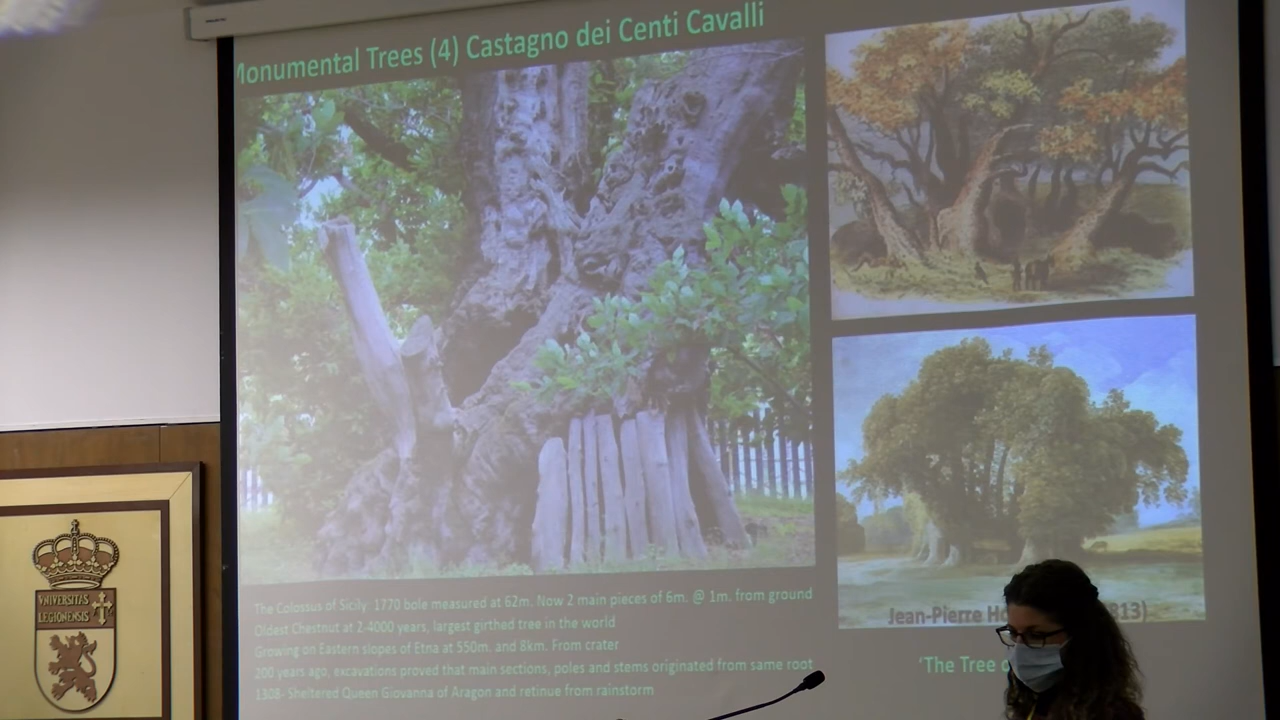 Monumental Trees (4) Castagno dei Centi Cavalli
The Colossus of Sicily: 1770 bole measured at 62m. Now 2 main pieces of 6m. @ 1m. from ground
Oldest Chestnut at 2-4000 years, largest girthed tree in the world
Growing on Eastern slopes of Etna at 550m. and 8km. From crater
200 years ago, excavations proved that main sections, poles and stems originated from same root
1308- Sheltered Queen Giovanna of Aragon and retinue from rainstorm
Jean-Pierre Ho 813)
'The Tree
VNIVERSITAS
LEGIONENSIS